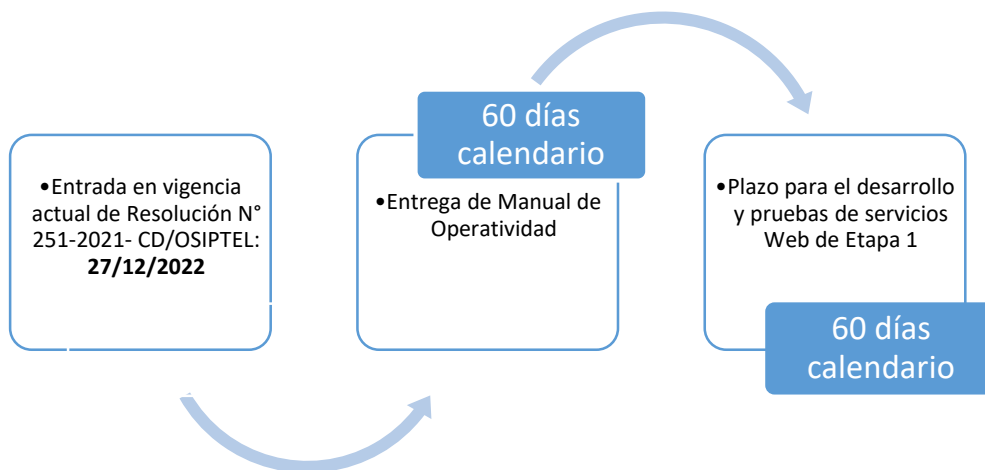 •Entrada en vigencia
actual de Resolución N°
251-2021- CD/OSIPTEL:
27/12/2022
60 días
calendario
•Entrega de Manual de
Operatividad
•Plazo para el desarrollo
y pruebas de servicios
Web de Etapa 1
60 días
calendario